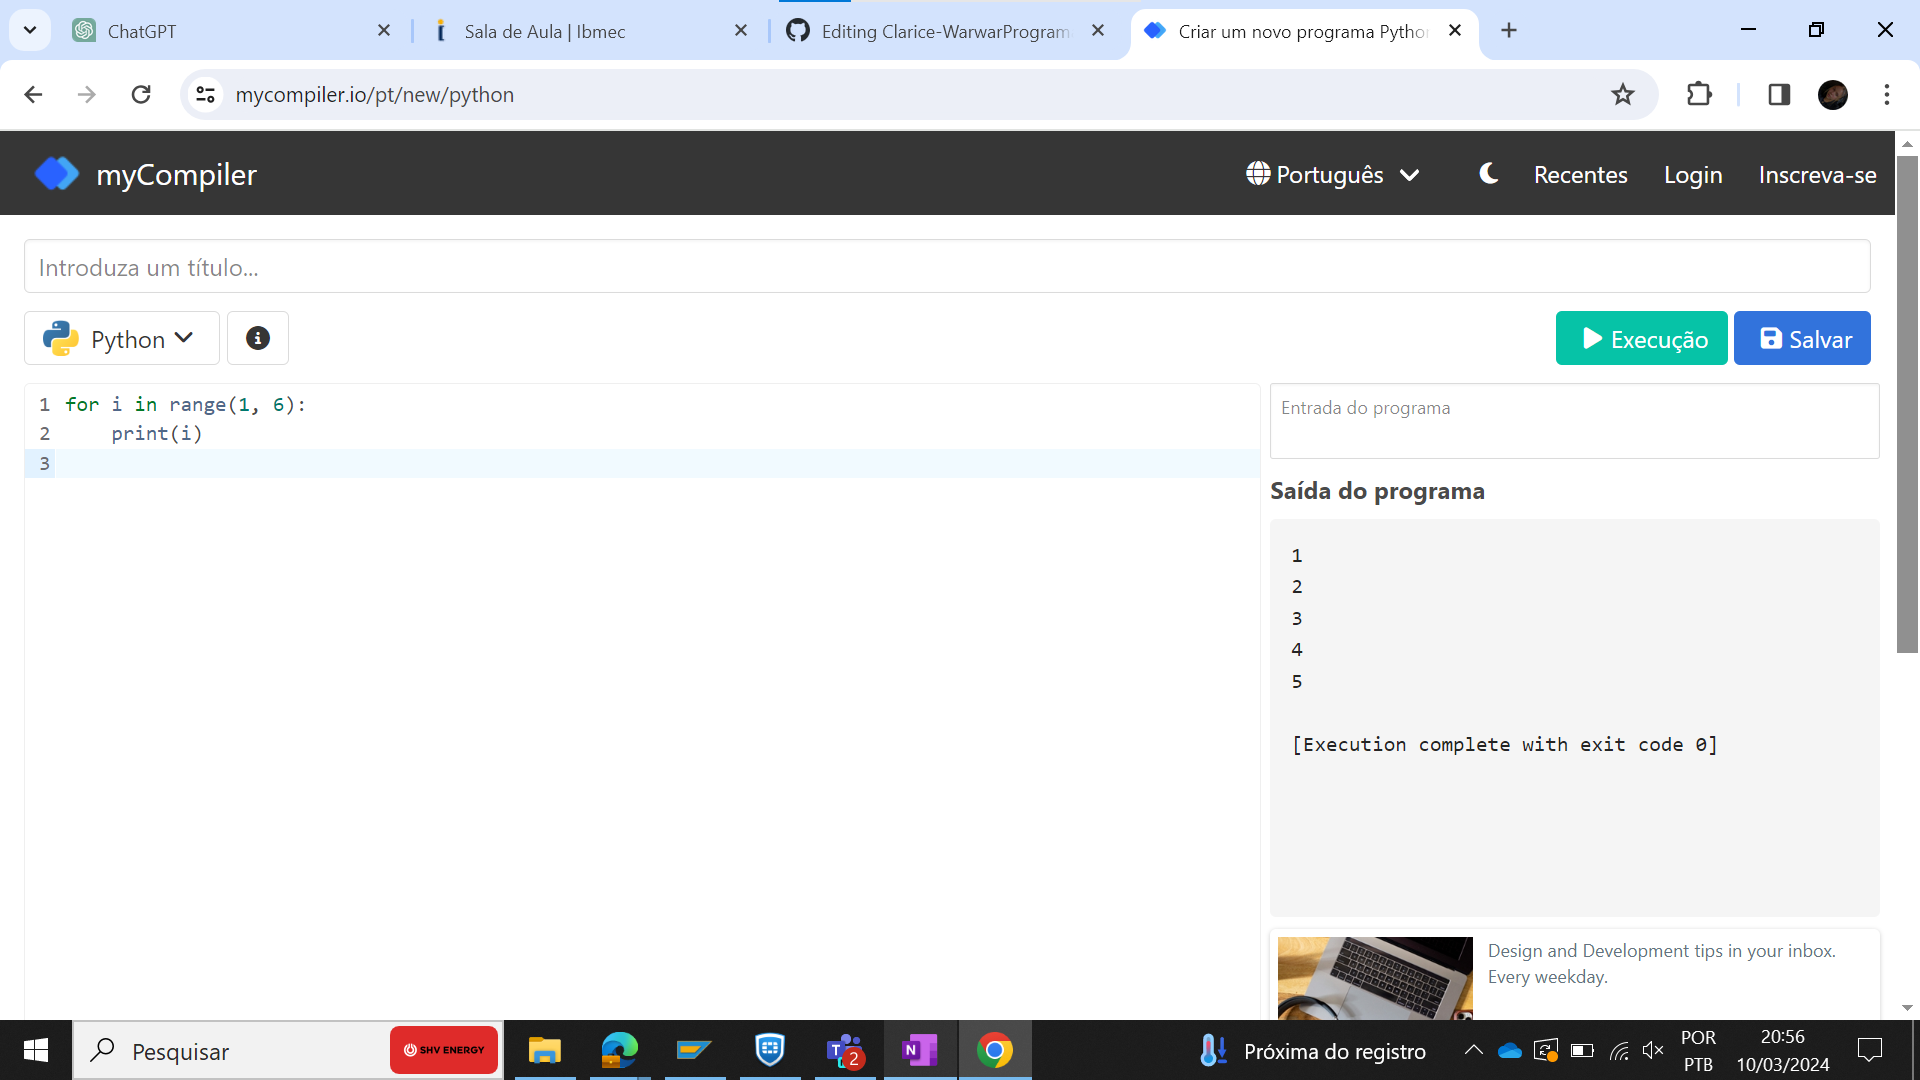 ChatGPT
Sala de Aula | Ibmec
Editing Clarice-WarwarProgram
Criar um novo programa Pytho
mycompiler.io/pt/new/python
myCompiler
Português
Recentes
Login
Inscreva-se
Introduza um título...
Python
Execução
Salvar
1 for i in range(1, 6):
2 print(i)
3
Entrada do programa
Saída do programa
1
2
3
4
5
[Execution complete with exit code 0]
Design and Development tips in your inbox.
Every weekday.
Pesquisar
SHV ENERGY
2
Próxima do registro
POR
PTB
20:56
10/03/2024